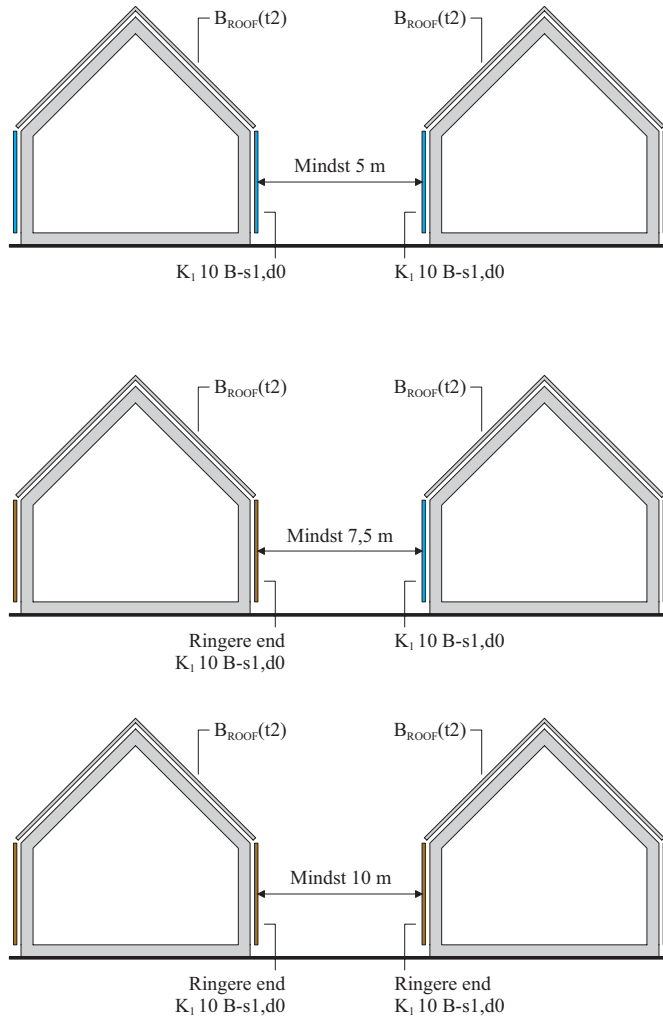 B_ROOF(t2) B_ROOF(t2)
Mindst 5 m
K₁ 10 B-s1,d0 K₁ 10 B-s1,d0
B_ROOF(t2) B_ROOF(t2)
Mindst 7,5 m
Ringere end K₁ 10 B-s1,d0
K₁ 10 B-s1,d0
B_ROOF(t2) B_ROOF(t2)
Mindst 10 m
Ringere end Ringere end
K₁ 10 B-s1,d0 K₁ 10 B-s1,d0